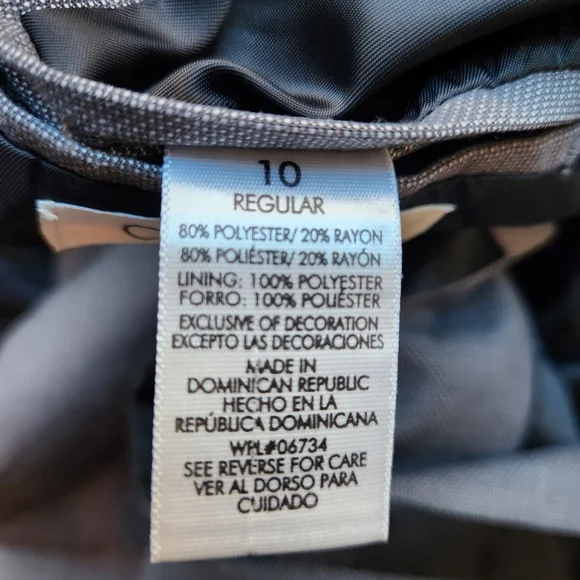 10
REGULAR
80% POLYESTER/ 20% RAYON
80% POLIÉSTER/ 20% RAYÓN
LINING: 100% POLYESTER
FORRO: 100% POLIÉSTER
EXCLUSIVE OF DECORATION
EXCEPTO LAS DECORACIONES
MADE IN
DOMINICAN REPUBLIC
HECHO EN LA
REPÚBLICA DOMINICANA
WPL#06734
SEE REVERSE FOR CARE
VER AL DORSO PARA
CUIDADO